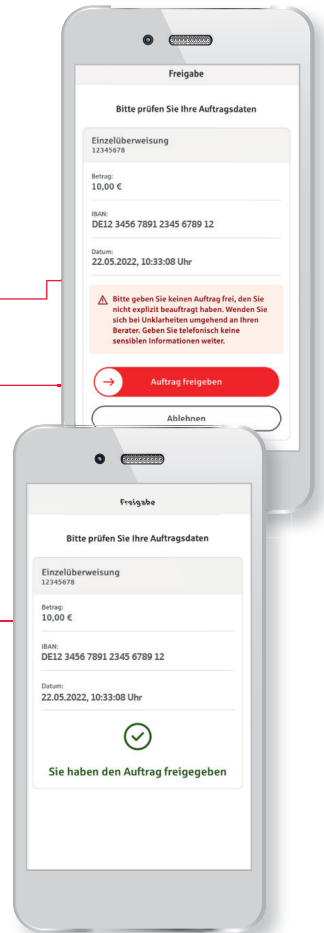 Freigabe
Bitte prüfen Sie Ihre Auftragsdaten
Einzelüberweisung
12345678
Betrag:
10,00 €
IBAN:
DE12 3456 7891 2345 6789 12
Datum:
22.05.2022, 10:33:08 Uhr
Bitte geben Sie keinen Auftrag frei, den Sie
nicht explizit beauftragt haben. Wenden Sie
sich bei Unklarheiten umgehend an Ihren
Berater. Geben Sie telefonisch keine
sensiblen Informationen weiter.
Auftrag freigeben
Ablehnen
Freigabe
Bitte prüfen Sie Ihre Auftragsdaten
Einzelüberweisung
12345678
Betrag:
10,00 €
IBAN:
DE12 3456 7891 2345 6789 12
Datum:
22.05.2022, 10:33:08 Uhr
Sie haben den Auftrag freigegeben